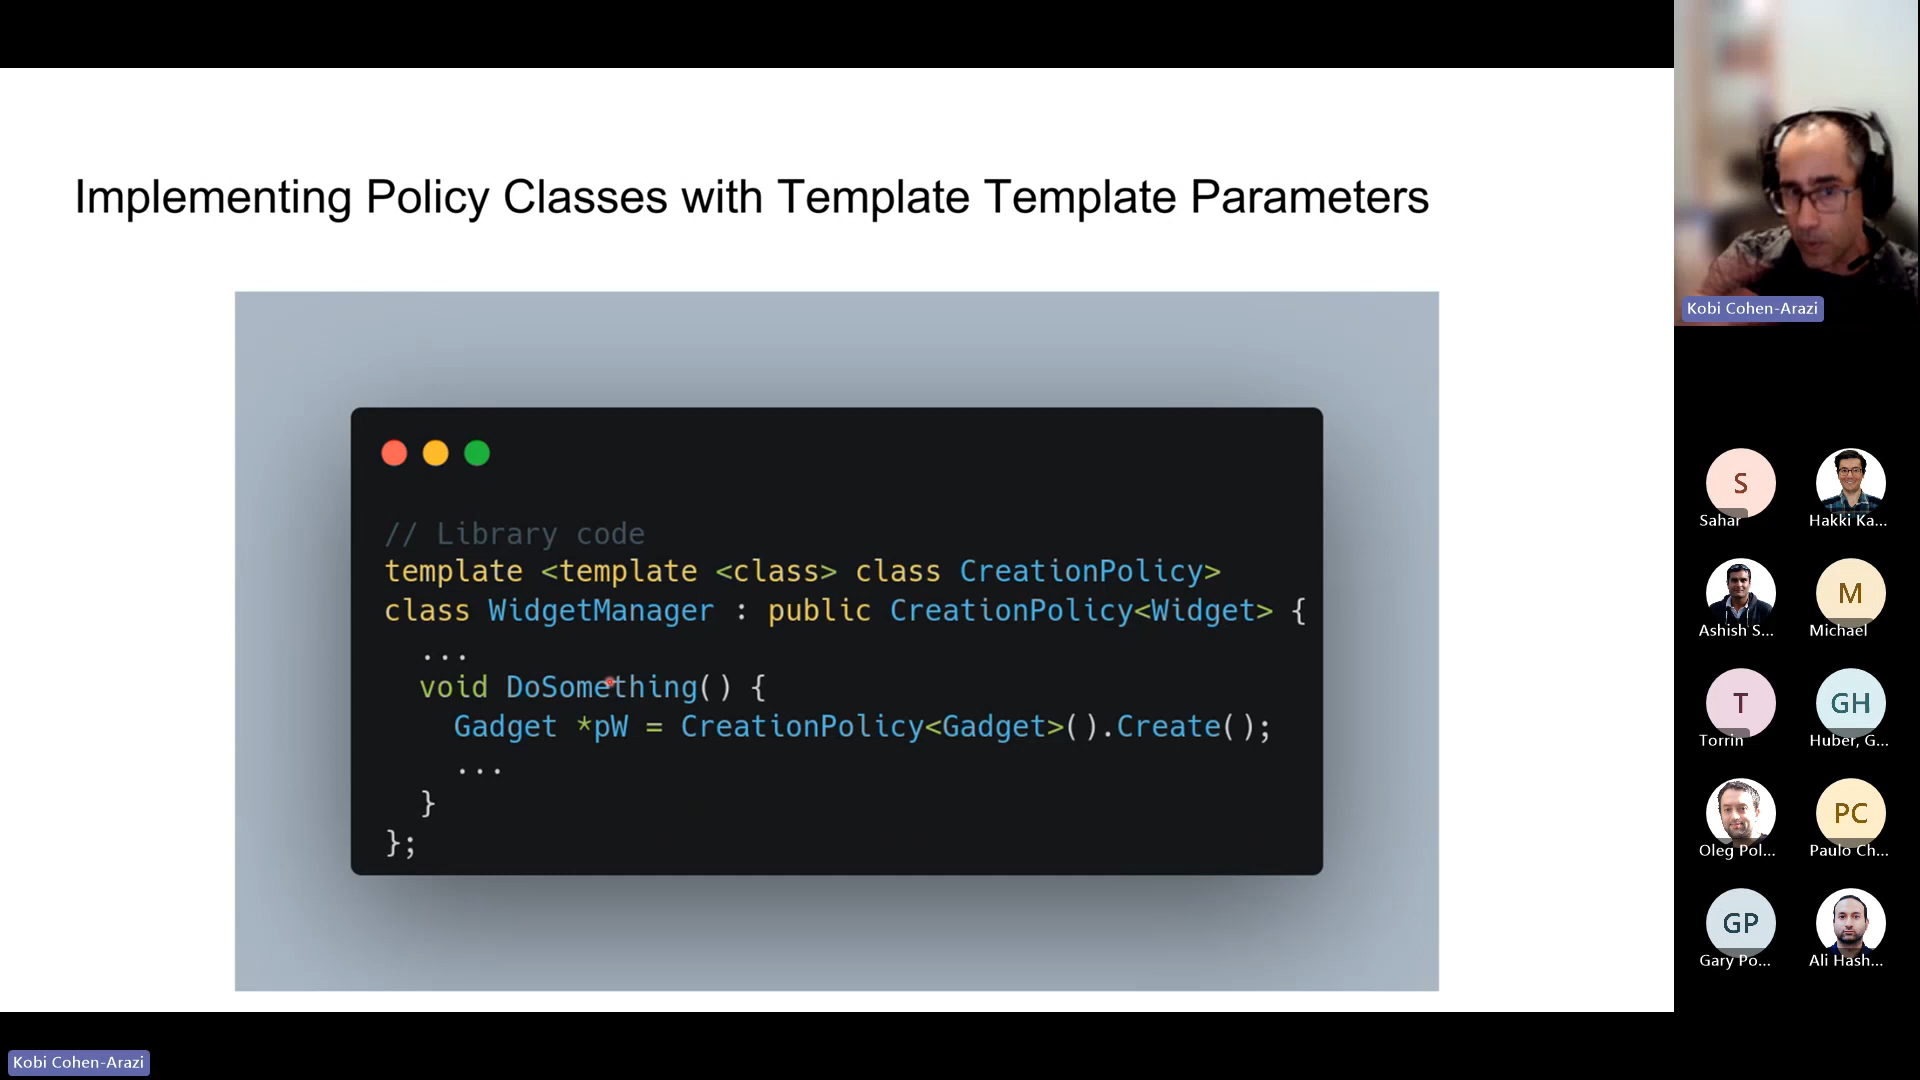 Implementing Policy Classes with Template Template Parameters
// Library code
template <template <class> class CreationPolicy>
class WidgetManager : public CreationPolicy<Widget> {
...
void DoSomething() {
Gadget *pW = CreationPolicy<Gadget>().Create();
...
}
};
Kobi Cohen-Arazi
S
Sahar
Hakki Ka...
Ashish S...
M
Michael
T
Torrin
GH
Huber, G...
Oleg Pol...
PC
Paulo Ch...
GP
Gary Po...
Ali Hash...
Kobi Cohen-Arazi